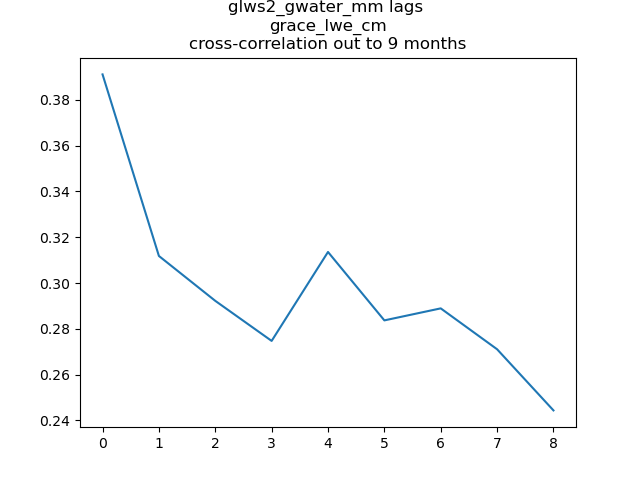 glws2_gwater_mm lags
grace_lwe_cm
cross-correlation out to 9 months
0.38
0.36
0.34
0.32
0.30
0.28
0.26
0.24
0 1 2 3 4 5 6 7 8